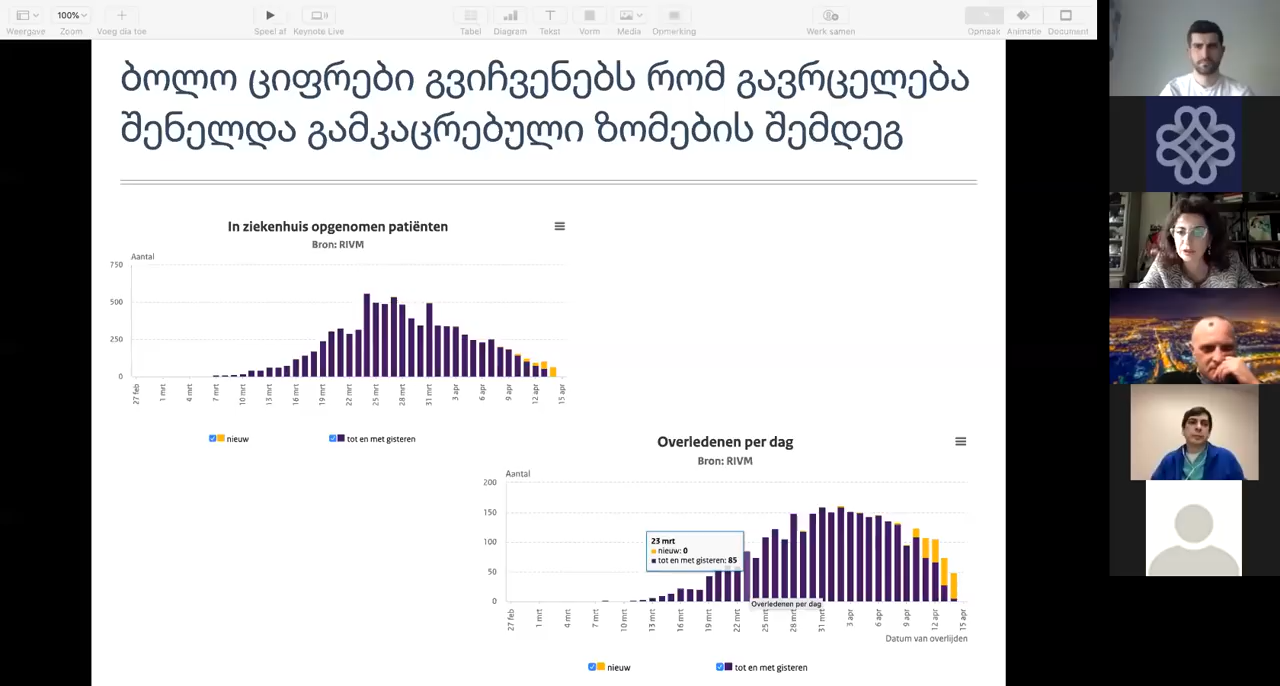 100%
Weergave
Zoom
Voeg dia toe
Speel af
Keynote Live
Tabel
Diagram
Tekst
Vorm
Media
Opmerking
Werk samen
Opmaak
Animatie
Document
ბოლო ციფრები გვიჩვენებს რომ გავრცელება
შენელდა გამკაცრებული ზომების შემდეგ
In ziekenhuis opgenomen patiënten
Bron: RIVM
Aantal
750
500
250
0
27 feb
1 mrt
4 mrt
7 mrt
10 mrt
13 mrt
16 mrt
19 mrt
22 mrt
25 mrt
28 mrt
31 mrt
3 apr
6 apr
9 apr
12 apr
15 apr
nieuw
tot en met gisteren
Overledenen per dag
Bron: RIVM
Aantal
200
150
100
50
0
23 mrt
nieuw: 0
tot en met gisteren: 85
Overledenen per dag
27 feb
1 mrt
4 mrt
7 mrt
10 mrt
13 mrt
16 mrt
19 mrt
22 mrt
25 mrt
28 mrt
31 mrt
3 apr
6 apr
9 apr
12 apr
15 apr
Datum van overlijden
nieuw
tot en met gisteren